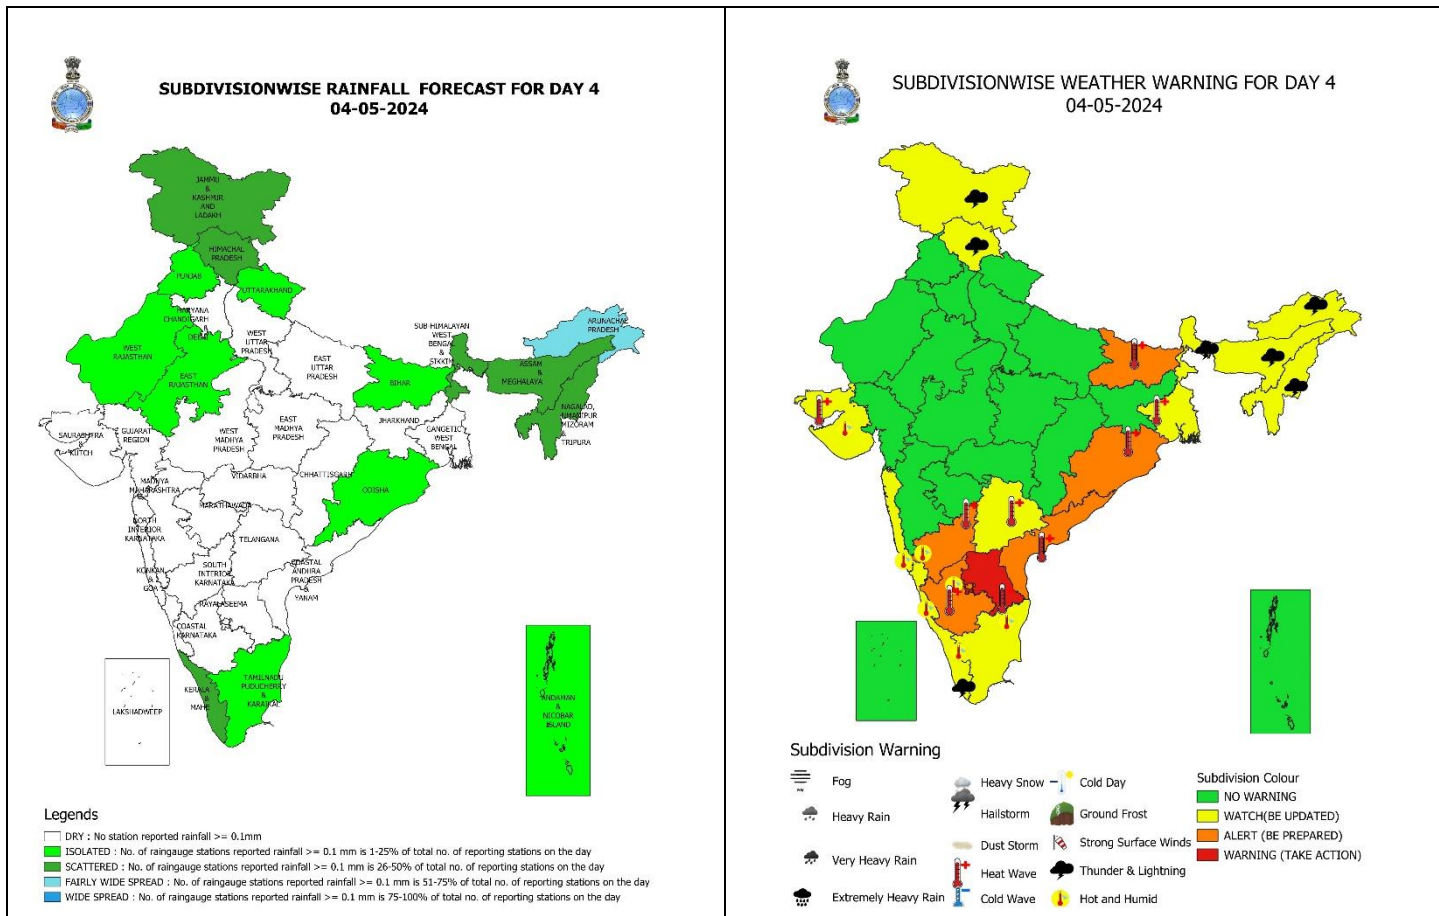 SUBDIVISIONWISE RAINFALL FORECAST FOR DAY 4
04-05-2024
JAMMU
&
KASHMIR
AND
LADAKH
HIMACHAL
PRADESH
PUNJAB
UTTARAKHAND
HARYANA
CHANDIGARH
&
DELHI
WEST
RAJASTHAN
EAST
RAJASTHAN
WEST
UTTAR
PRADESH
EAST
UTTAR
PRADESH
SUB-HIMALAYAN
WEST
BENGAL
&
SIKKIM
ARUNACHAL
PRADESH
ASSAM
&
MEGHALAYA
NAGALAD,
MANIPUR
MIZORAM
&
TRIPURA
BIHAR
JHARKHAND
GANGETIC
WEST
BENGAL
SAURASHTRA
&
KUTCH
GUJARAT
REGION
WEST
MADHYA
PRADESH
EAST
MADHYA
PRADESH
CHHATTISGARH
ODISHA
VIDARBHA
MADHYA
MAHARASHTRA
MARATHAWADA
NORTH
INTERIOR
KARNATAKA
TELANGANA
KONKAN
&
GOA
SOUTH
INTERIOR
KARNATAKA
COASTAL
ANDHRA
PRADESH
&
YANAM
RAYALASEEMA
COASTAL
KARNATAKA
KERALA
&
MAHE
TAMILNADU
PUDUCHERRY
&
KARAIKAL
LAKSHADWEEP
ANDAMAN
&
NICOBAR
ISLAND
Legends
DRY : No station reported rainfall >= 0.1mm
ISOLATED : No. of raingauge stations reported rainfall >= 0.1 mm is 1-25% of total no. of reporting stations on the day
SCATTERED : No. of raingauge stations reported rainfall >= 0.1 mm is 26-50% of total no. of reporting stations on the day
FAIRLY WIDE SPREAD : No. of raingauge stations reported rainfall >= 0.1 mm is 51-75% of total no. of reporting stations on the day
WIDE SPREAD : No. of raingauge stations reported rainfall >= 0.1 mm is 75-100% of total no. of reporting stations on the day
SUBDIVISIONWISE WEATHER WARNING FOR DAY 4
04-05-2024
Subdivision Warning
Fog
Heavy Rain
Very Heavy Rain
Extremely Heavy Rain
Heavy Snow
Hailstorm
Dust Storm
Heat Wave
Cold Wave
Cold Day
Ground Frost
Strong Surface Winds
Thunder & Lightning
Hot and Humid
Subdivision Colour
NO WARNING
WATCH(BE UPDATED)
ALERT (BE PREPARED)
WARNING (TAKE ACTION)